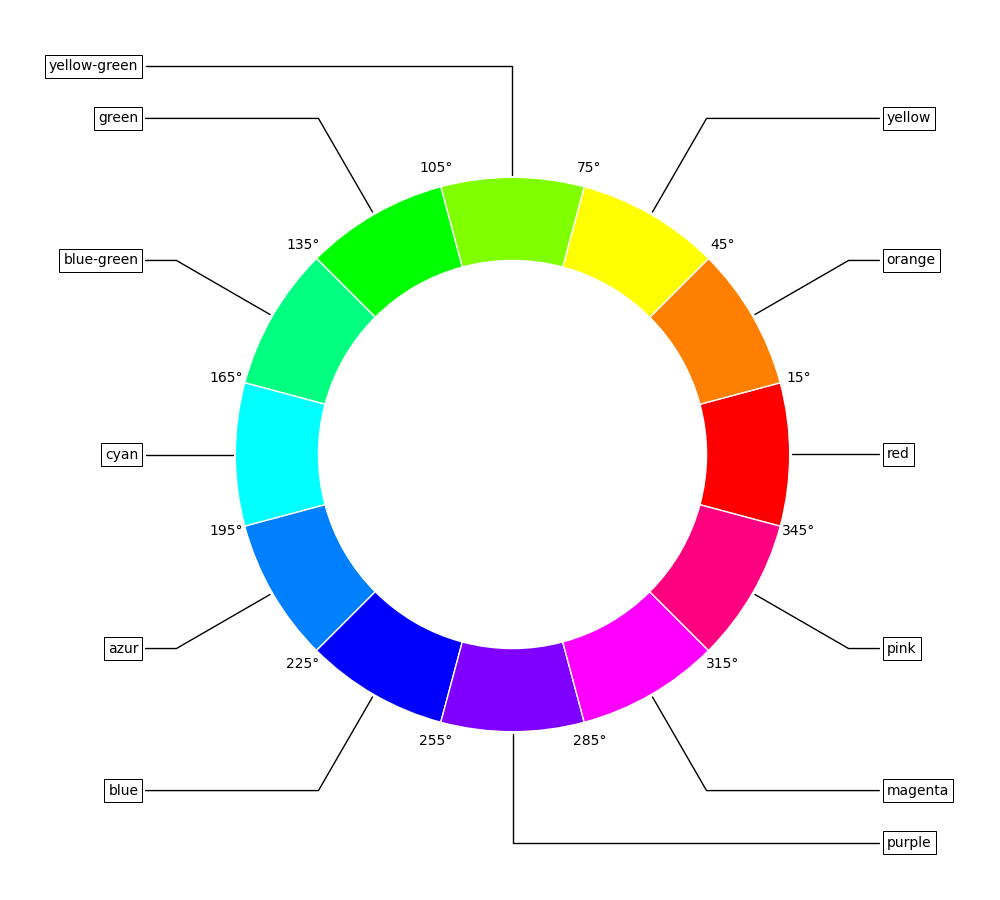 yellow-green
green
yellow
105°
75°
135°
45°
blue-green
orange
165°
15°
cyan
red
195°
345°
azur
pink
225°
315°
255°
285°
blue
magenta
purple